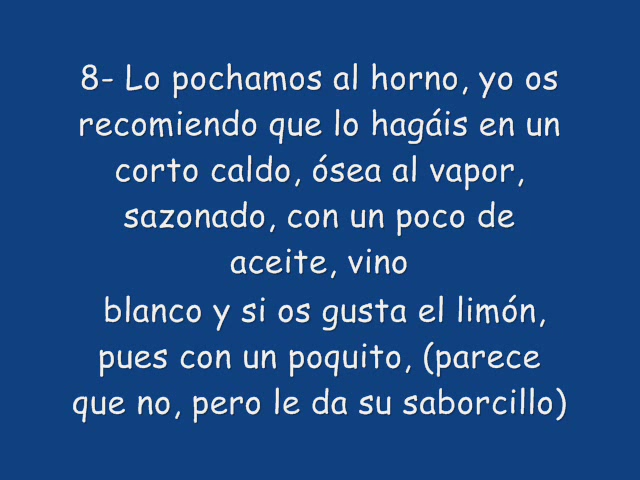 8- Lo pochamos al horno, yo os
recomiendo que lo hagáis en un
corto caldo, ósea al vapor,
sazonado, con un poco de
aceite, vino
blanco y si os gusta el limón,
pues con un poquito, (parece
que no, pero le da su saborcillo)